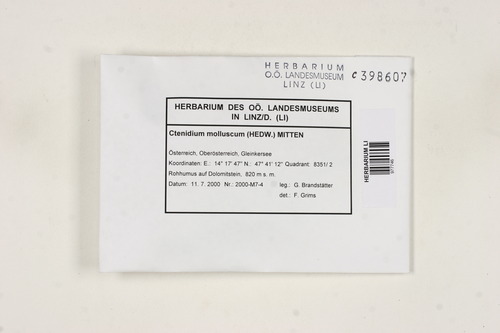 HERBARIUM
O.Ö. LANDESMUSEUM
LINZ (LI)
C 398607
HERBARIUM DES OÖ. LANDESMUSEUMS
IN LINZ/D. (LI)
Ctenidium molluscum (HEDW.) MITTEN
Österreich, Oberösterreich, Gleinkersee
Koordinaten: E.: 14° 17' 47" N.: 47° 41' 12" Quadrant: 8351/ 2
Rohhumus auf Dolomitstein, 820 m s. m.
Datum: 11. 7. 2000 Nr.: 2000-M7-4 leg.: G. Brandstätter
det.: F. Grims
HERBARIUM LI